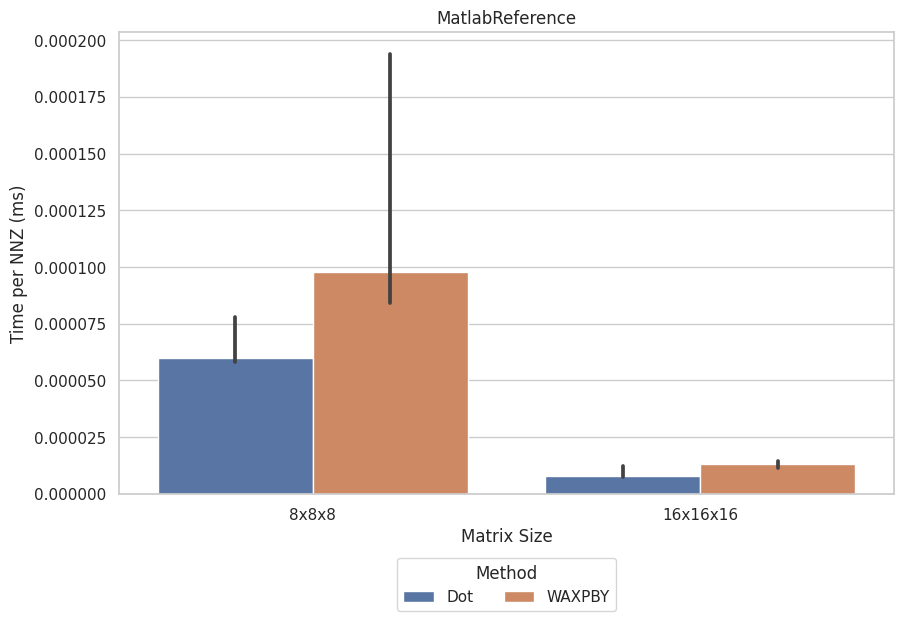 MatlabReference
0.000200
0.000175
0.000150
0.000125
0.000100
0.000075
0.000050
0.000025
0.000000
Time per NNZ (ms)
8x8x8 16x16x16
Matrix Size
Method
Dot WAXPBY